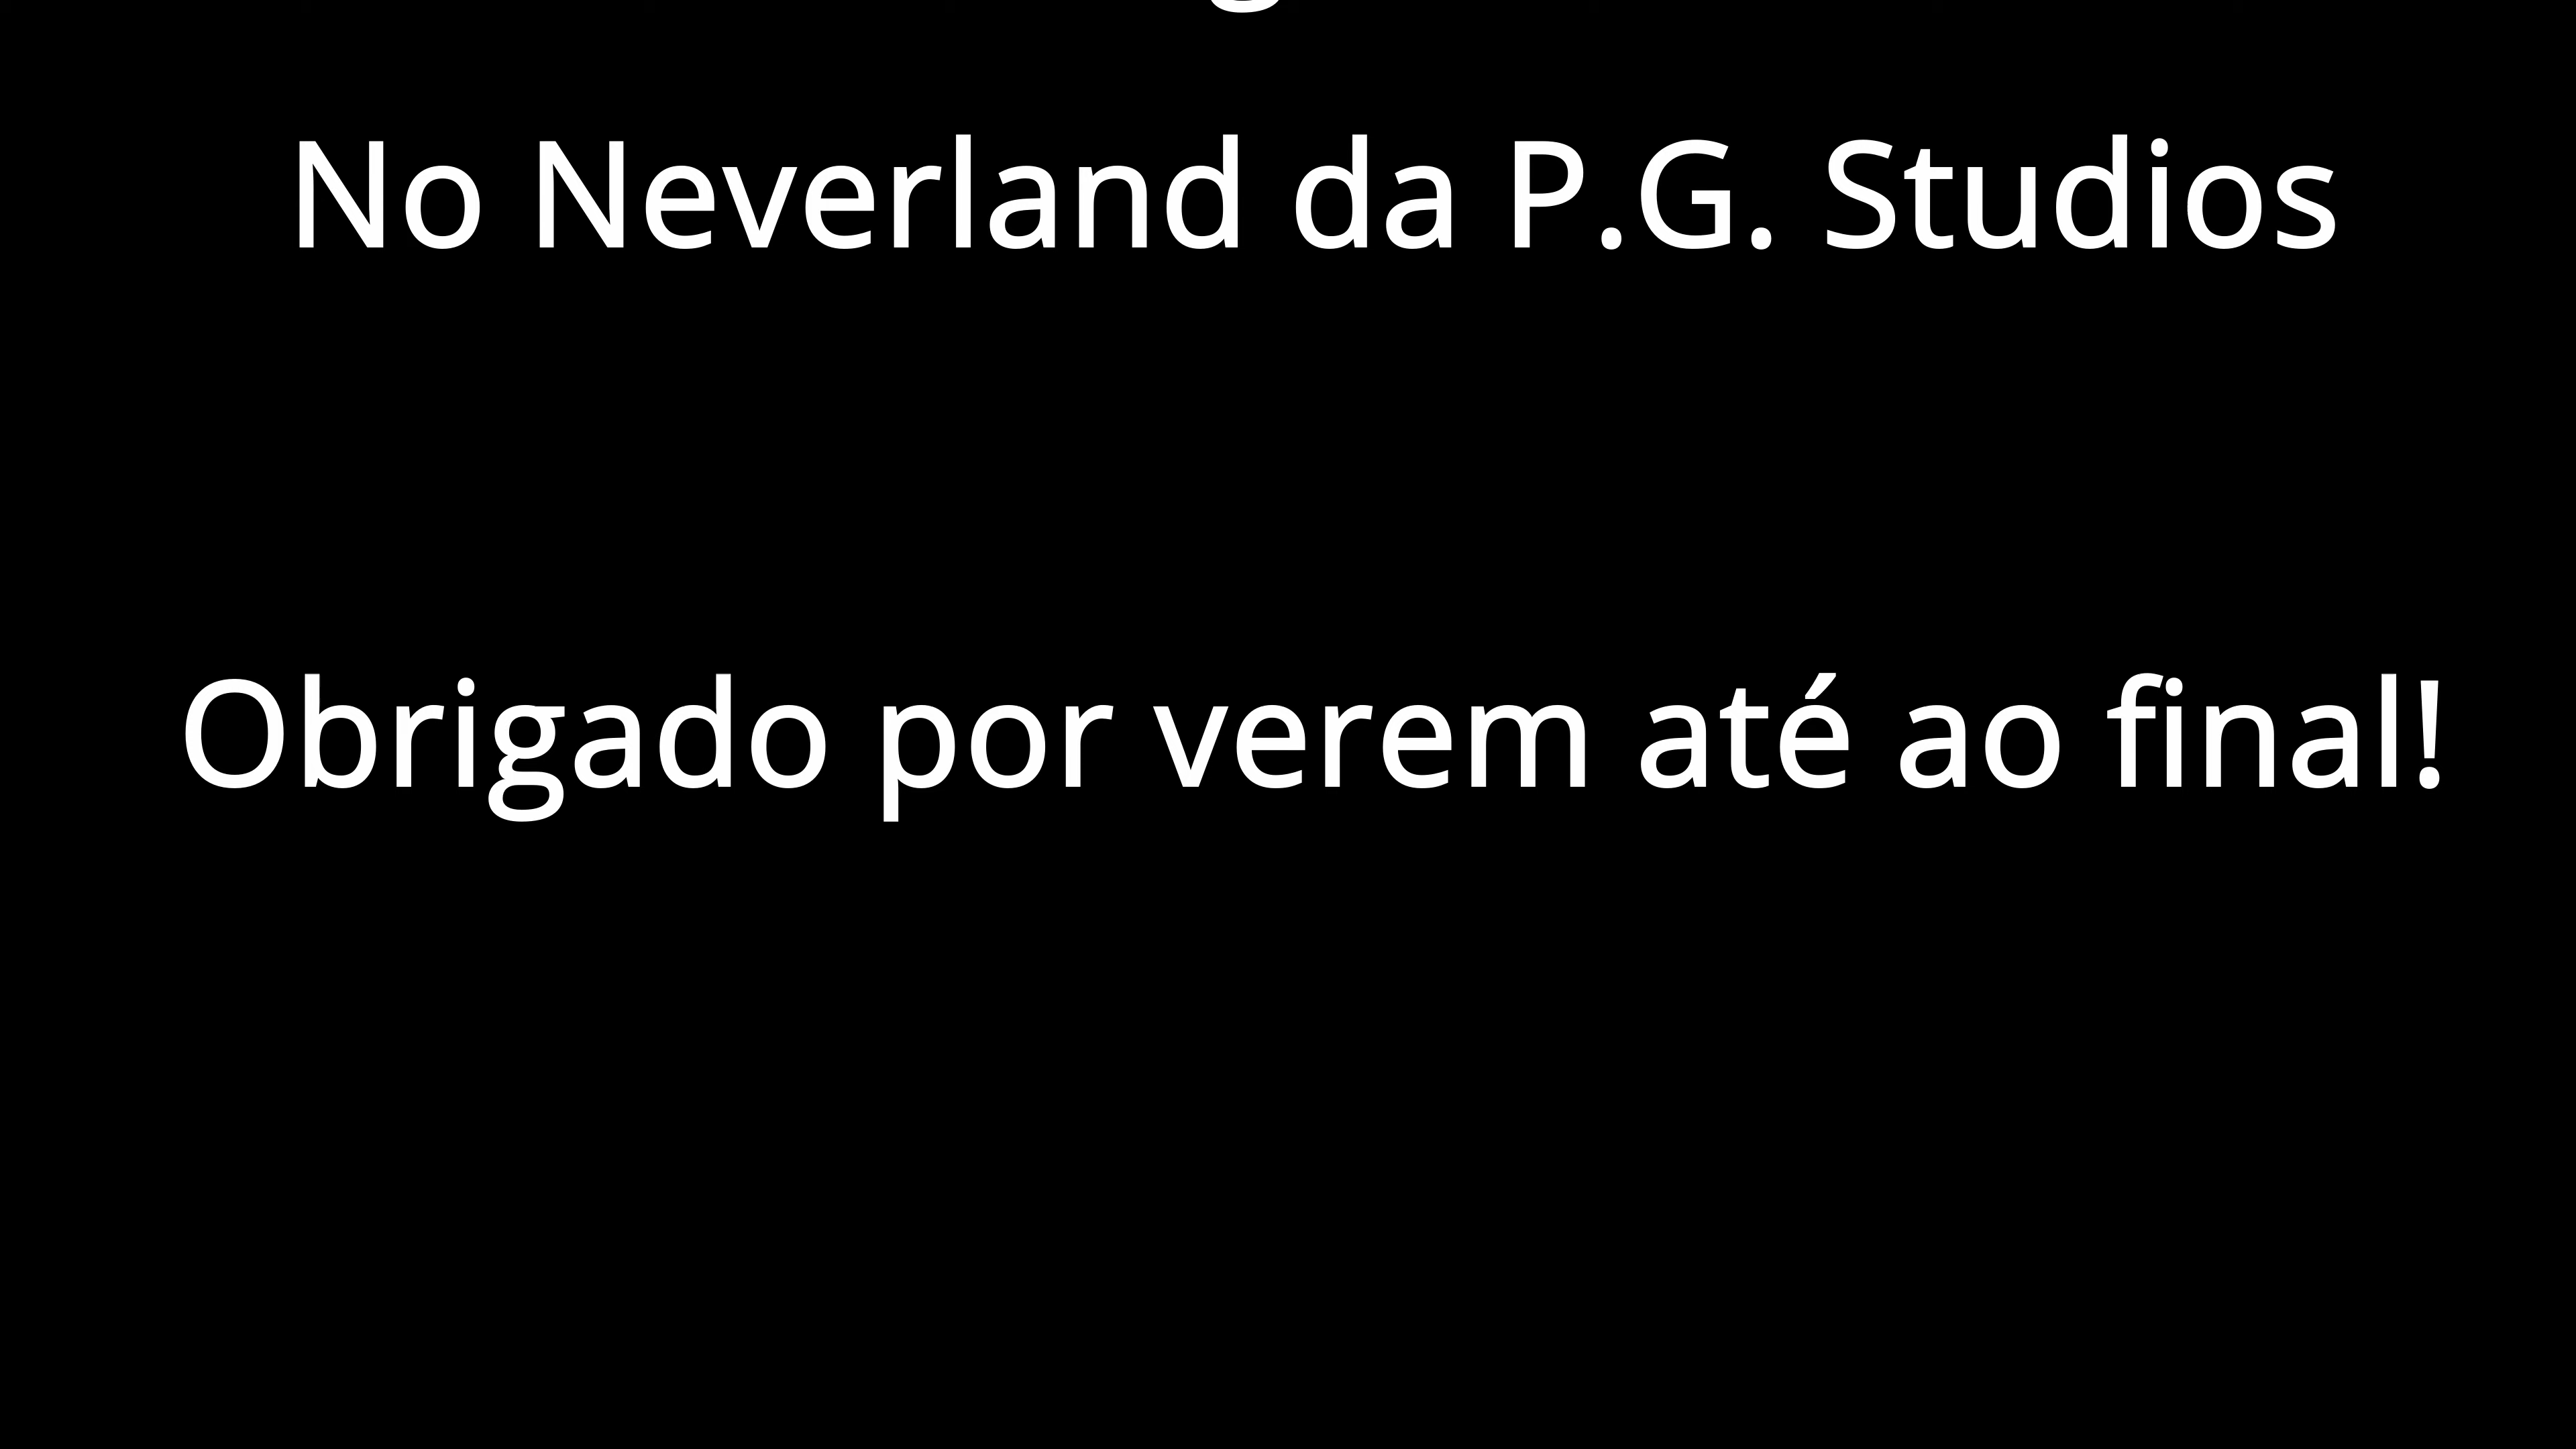 No Neverland da P.G. Studios
Obrigado por verem até ao final!